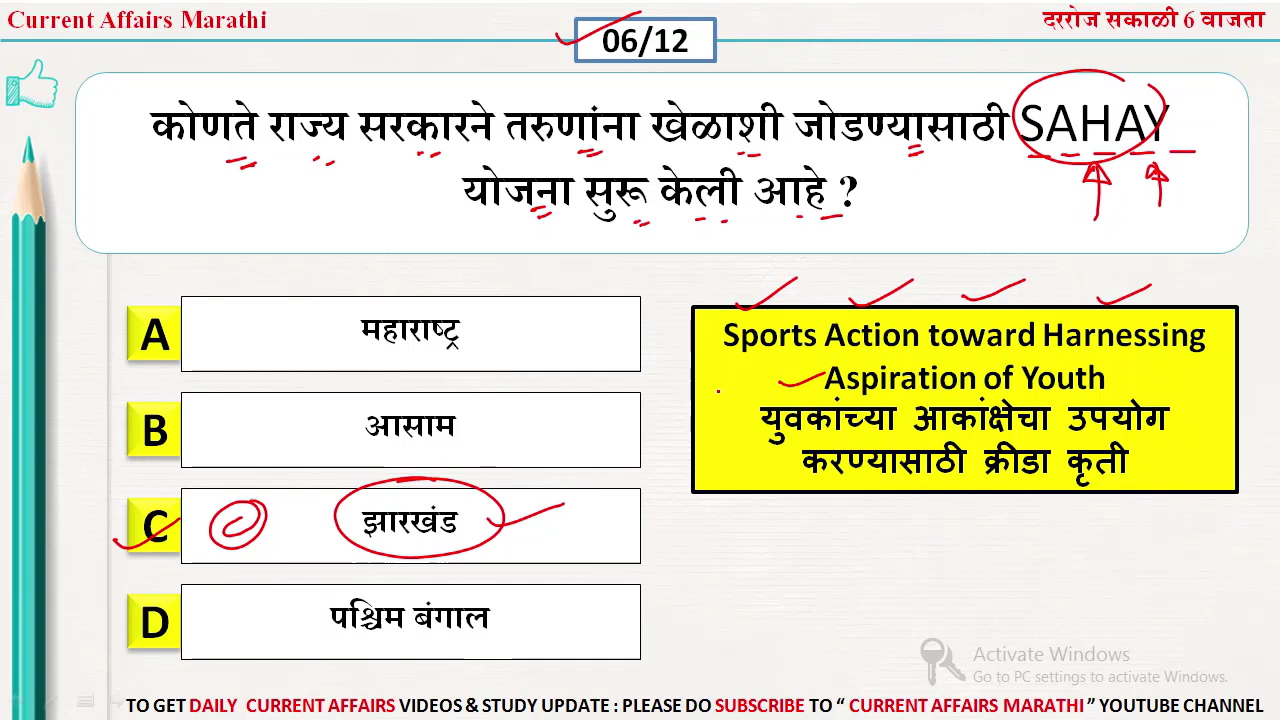 Current Affairs Marathi
दररोज सकाळी 6 वाजता
06/12
कोणते राज्य सरकारने तरुणांना खेळाशी जोडण्यासाठी SAHAY
योजना सुरू केली आहे ?
A महाराष्ट्र
B आसाम
C झारखंड
D पश्चिम बंगाल
Sports Action toward Harnessing
Aspiration of Youth
युवकांच्या आकांक्षेचा उपयोग
करण्यासाठी क्रीडा कृती
Activate Windows
Go to PC settings to activate Windows.
TO GET DAILY CURRENT AFFAIRS VIDEOS & STUDY UPDATE : PLEASE DO SUBSCRIBE TO “ CURRENT AFFAIRS MARATHI ” YOUTUBE CHANNEL